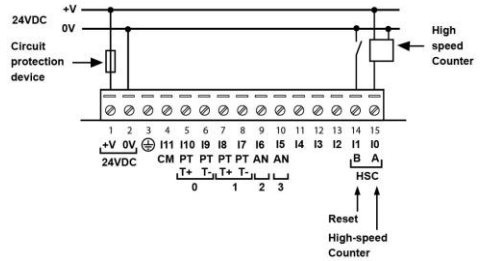 +V
24VDC
0V
Circuit
protection
device
High
speed
Counter
1 2 3 4 5 6 7 8 9 10 11 12 13 14 15
+V 0V I11 I10 I9 I8 I7 I6 I5 I4 I3 I2 I1 I0
24VDC CM PT PT PT PT AN AN B A
T+ T- T+ T- HSC
0 1 2 3
Reset
High-speed
Counter